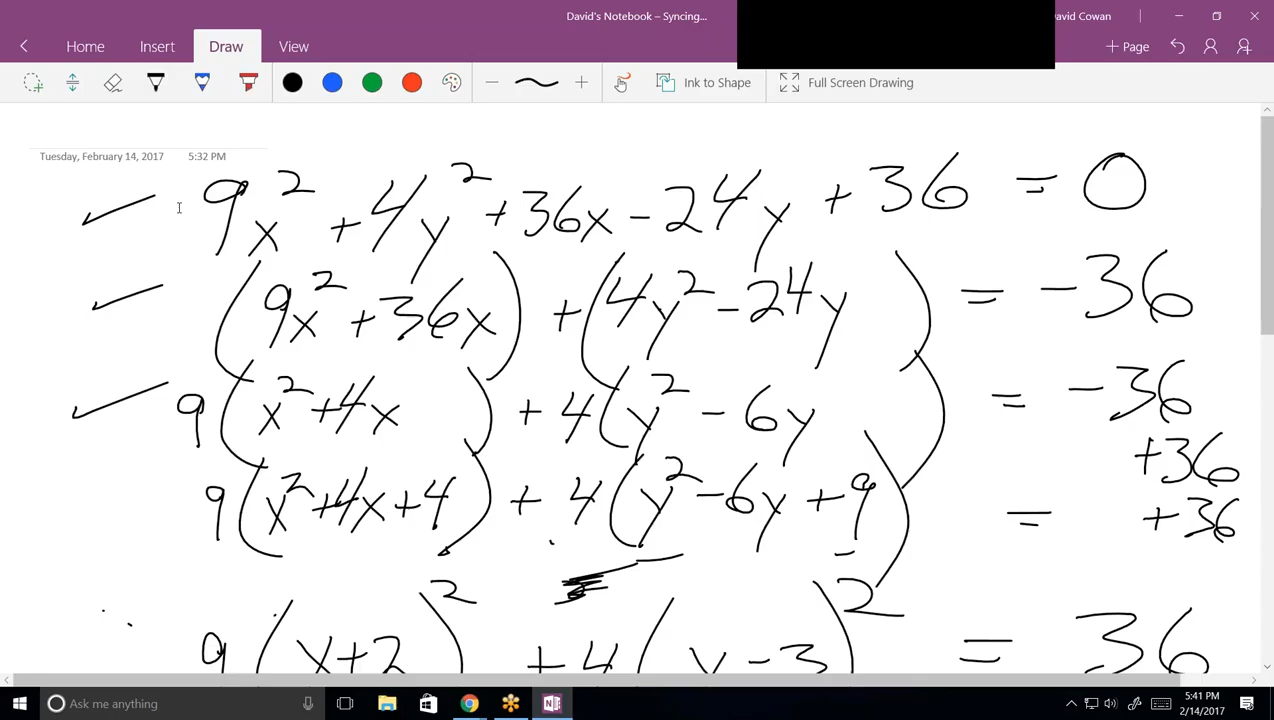 David's Notebook – Syncing...
avid Cowan
Home Insert Draw View
+ Page
Ink to Shape Full Screen Drawing
Tuesday, February 14, 2017 5:32 PM
9x² + 4y² + 36x - 24y + 36 = 0
(9x² + 36x) + (4y² - 24y ) = -36
9(x² + 4x ) + 4(y² - 6y ) = -36
+36
9(x² + 4x + 4) + 4(y² - 6y + 9) = +36
9(x+2)² + 4(y-3)² = 36
Ask me anything
5:41 PM
2/14/2017